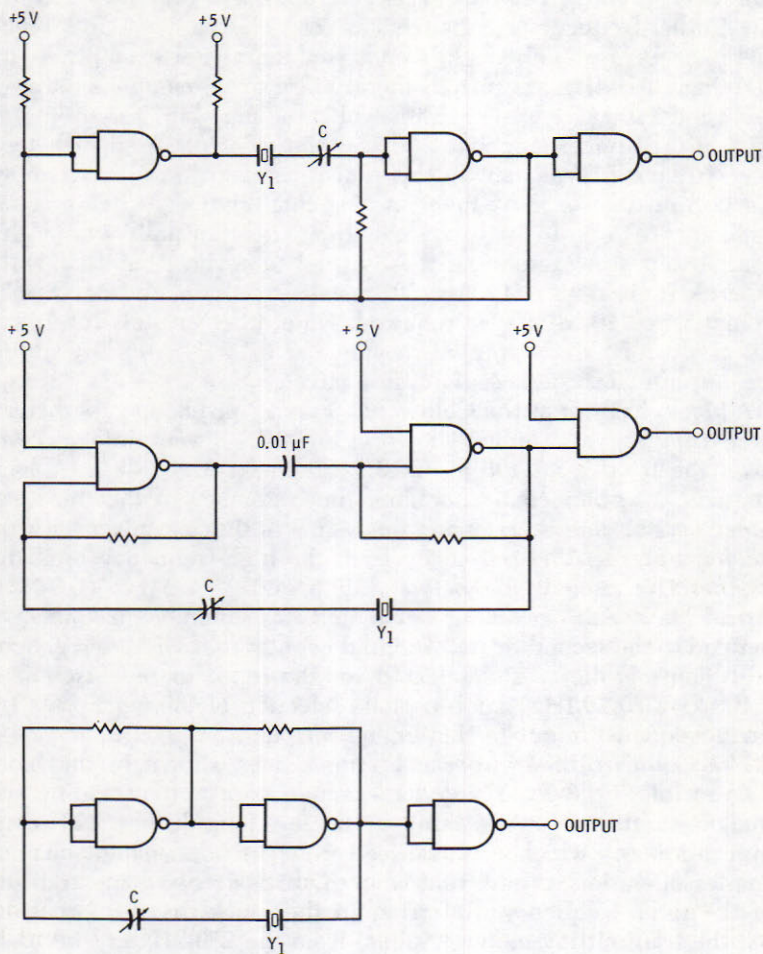 +5 V
+5 V
C
Y1
OUTPUT
+5 V
+5 V
+5 V
0.01 µF
OUTPUT
C
Y1
OUTPUT
C
Y1